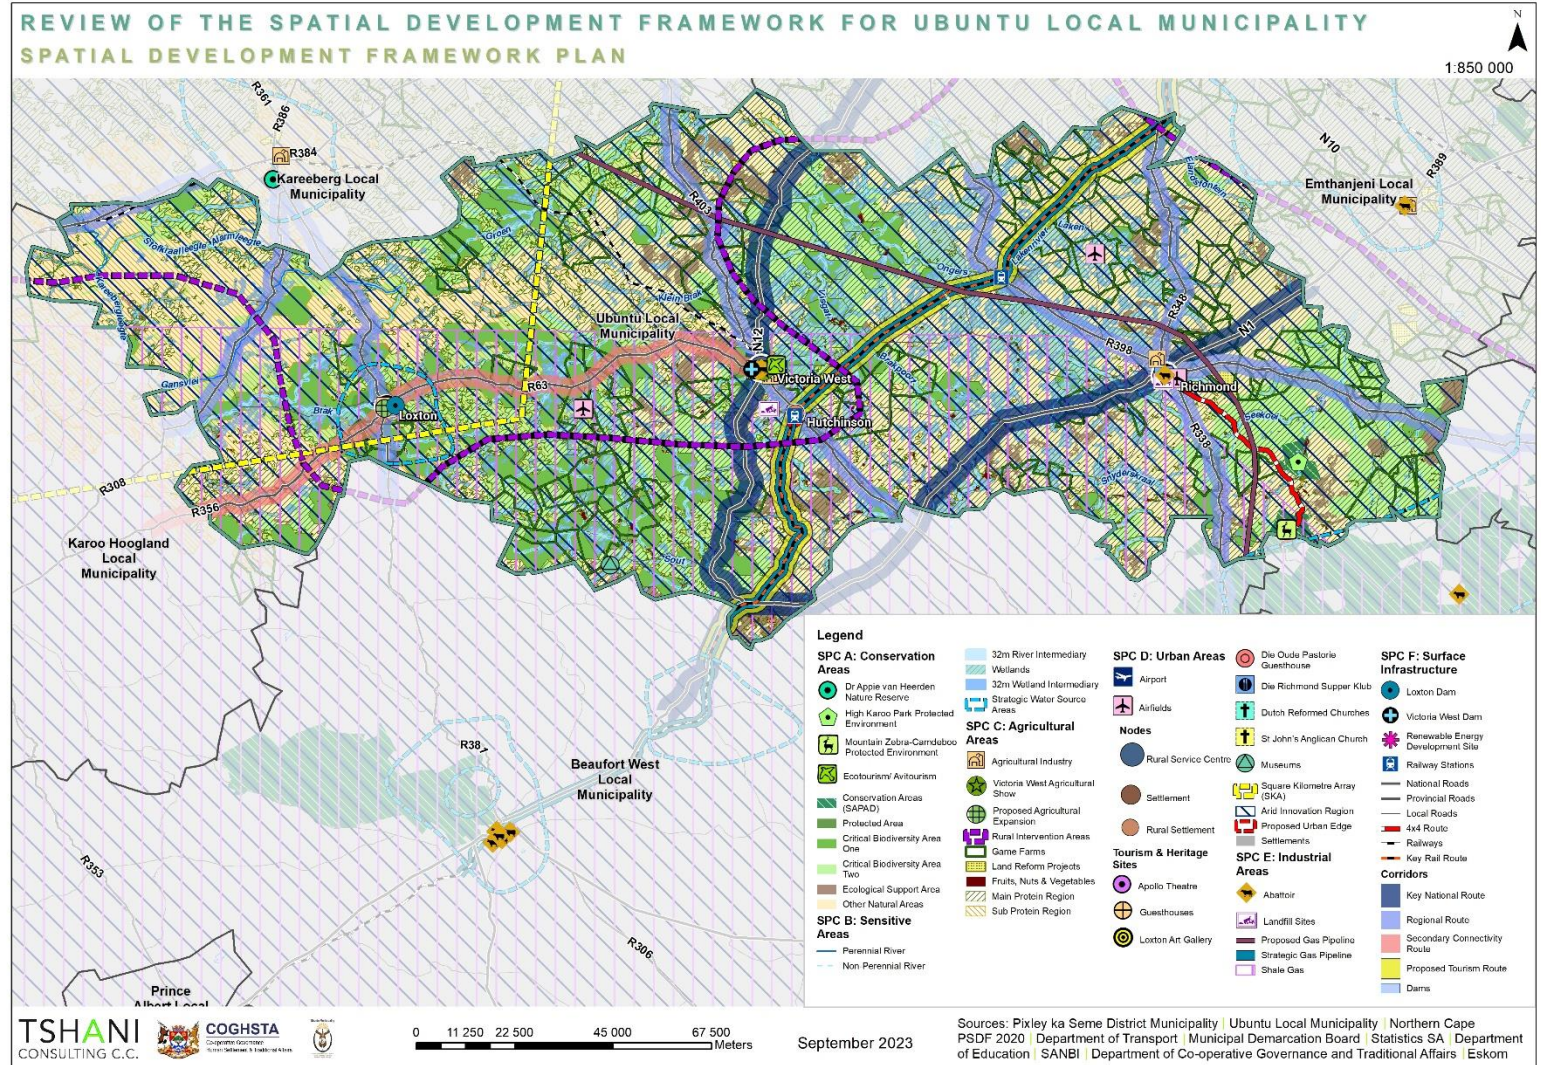 REVIEW OF THE SPATIAL DEVELOPMENT FRAMEWORK FOR UBUNTU LOCAL MUNICIPALITY
SPATIAL DEVELOPMENT FRAMEWORK PLAN
N
1:850 000
R361
R386
R384
Kareeberg Local
Municipality
N10
R389
Emthanjeni Local
Municipality
R403
Groen
Laken
Ongers
Klein Brak
Ubuntu Local
Municipality
N12
R348
N1
R398
Gansvlei
R63
Victoria West
Richmond
Brak
Loxton
Hutchinson
Seekoei
R338
Snyderskraal
R308
R356
Sout
Karoo Hoogland
Local
Municipality
R381
Beaufort West
Local
Municipality
R353
R306
Prince
Albert Local
Legend
SPC A: Conservation
Areas
Dr Appie van Heerden
Nature Reserve
High Karoo Park Protected
Environment
Mountain Zebra-Camdeboo
Protected Environment
Ecotourism/ Avitourism
Conservation Areas
(SAPAD)
Protected Area
Critical Biodiversity Area
One
Critical Biodiversity Area
Two
Ecological Support Area
Other Natural Areas
SPC B: Sensitive
Areas
Perennial River
Non-Perennial River
32m River Intermediary
Wetlands
32m Wetland Intermediary
Strategic Water Source
Areas
SPC C: Agricultural
Areas
Agricultural Industry
Victoria West Agricultural
Show
Proposed Agricultural
Expansion
Rural Intervention Areas
Game Farms
Land Reform Projects
Fruits, Nuts & Vegetables
Main Protein Region
Sub Protein Region
SPC D: Urban Areas
Airport
Airfields
Nodes
Rural Service Centre
Settlement
Rural Settlement
Tourism & Heritage
Sites
Apollo Theatre
Guesthouses
Loxton Art Gallery
Die Oude Pastorie
Guesthouse
Die Richmond Supper Klub
Dutch Reformed Churches
St John's Anglican Church
Museums
Square Kilometre Array
(SKA)
Arid Innovation Region
Proposed Urban Edge
Settlements
SPC E: Industrial
Areas
Abattoir
Landfill Sites
Proposed Gas Pipeline
Strategic Gas Pipeline
Shale Gas
SPC F: Surface
Infrastructure
Loxton Dam
Victoria West Dam
Renewable Energy
Development Site
Railway Stations
National Roads
Provincial Roads
Local Roads
4x4 Route
Railways
Key Rail Route
Corridors
Key National Route
Regional Route
Secondary Connectivity
Route
Proposed Tourism Route
Dams
TSHANI
CONSULTING C.C.
COGHSTA
0 11 250 22 500 45 000 67 500
Meters
September 2023
Sources: Pixley ka Seme District Municipality | Ubuntu Local Municipality | Northern Cape
PSDF 2020 | Department of Transport | Municipal Demarcation Board | Statistics SA | Department
of Education | SANBI | Department of Co-operative Governance and Traditional Affairs | Eskom